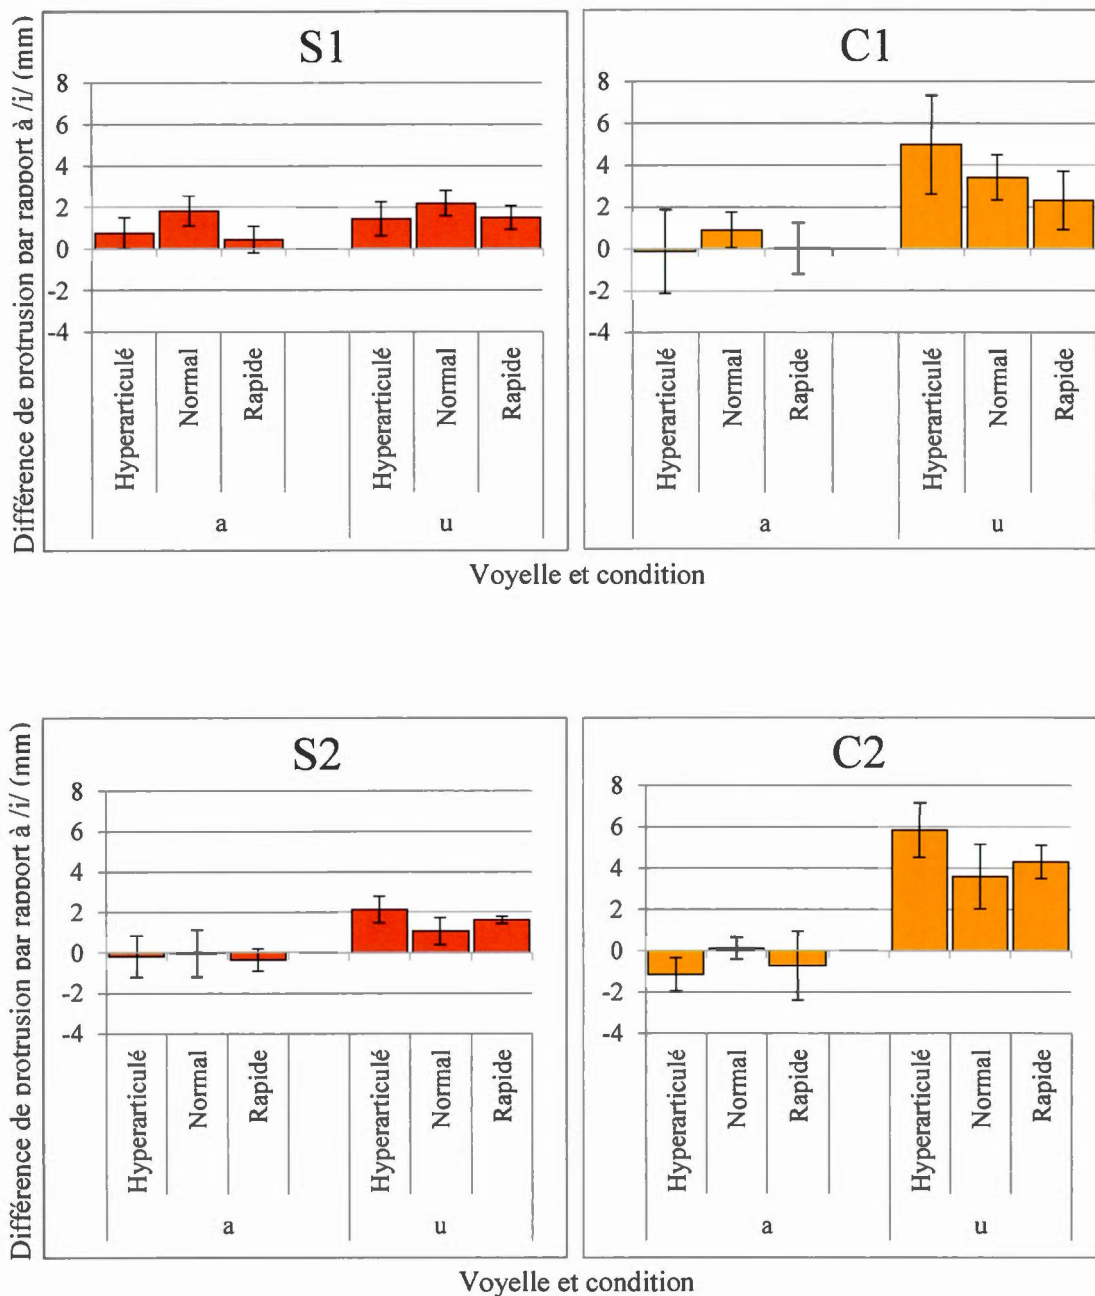 Différence de protrusion par rapport à /i/ (mm)
S1
8
6
4
2
0
-2
-4
Hyperarticulé
Normal
Rapide
Hyperarticulé
Normal
Rapide
a
u
C1
8
6
4
2
0
-2
-4
Hyperarticulé
Normal
Rapide
Hyperarticulé
Normal
Rapide
a
u
Voyelle et condition
Différence de protrusion par rapport à /i/ (mm)
S2
8
6
4
2
0
-2
-4
Hyperarticulé
Normal
Rapide
Hyperarticulé
Normal
Rapide
a
u
C2
8
6
4
2
0
-2
-4
Hyperarticulé
Normal
Rapide
Hyperarticulé
Normal
Rapide
a
u
Voyelle et condition